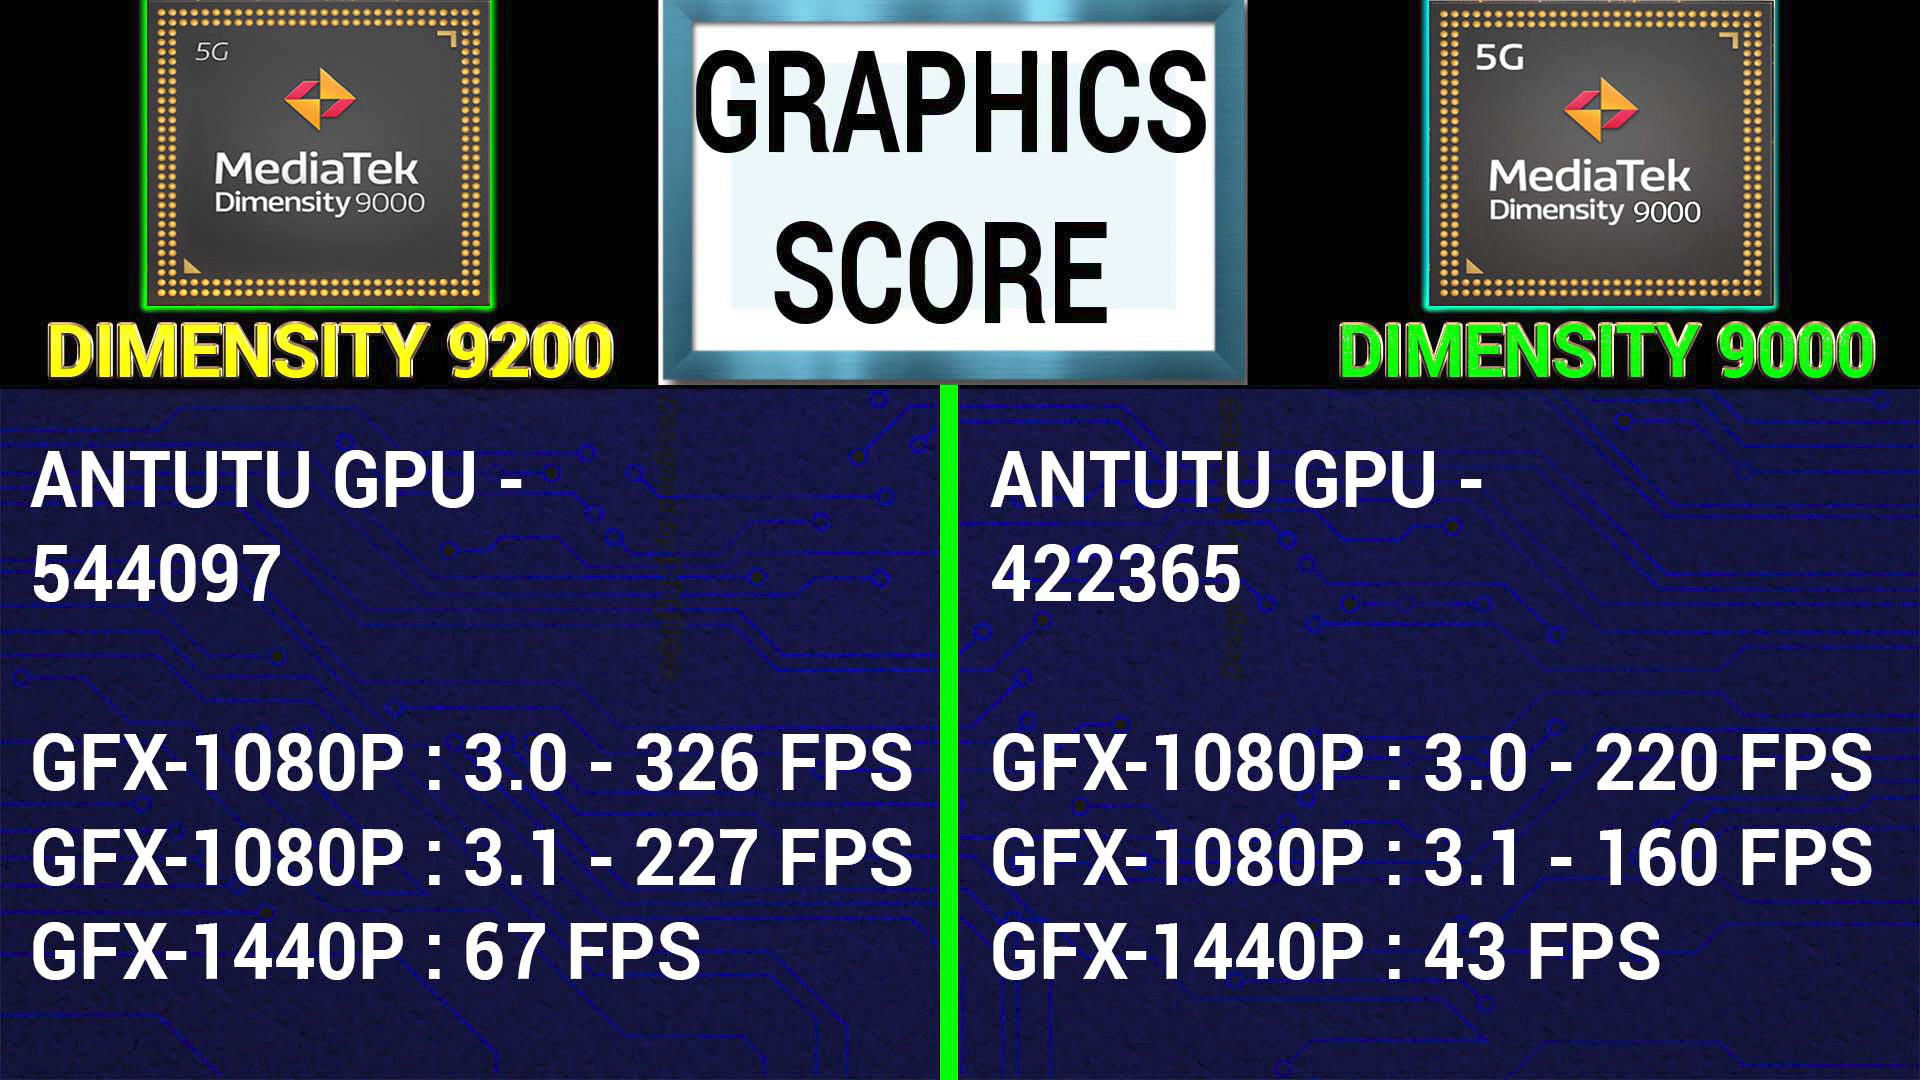 5G
MediaTek
Dimensity 9000
DIMENSITY 9200
GRAPHICS
SCORE
5G
MediaTek
Dimensity 9000
DIMENSITY 9000
ANTUTU GPU -
544097
GFX-1080P : 3.0 - 326 FPS
GFX-1080P : 3.1 - 227 FPS
GFX-1440P : 67 FPS
ANTUTU GPU -
422365
GFX-1080P : 3.0 - 220 FPS
GFX-1080P : 3.1 - 160 FPS
GFX-1440P : 43 FPS